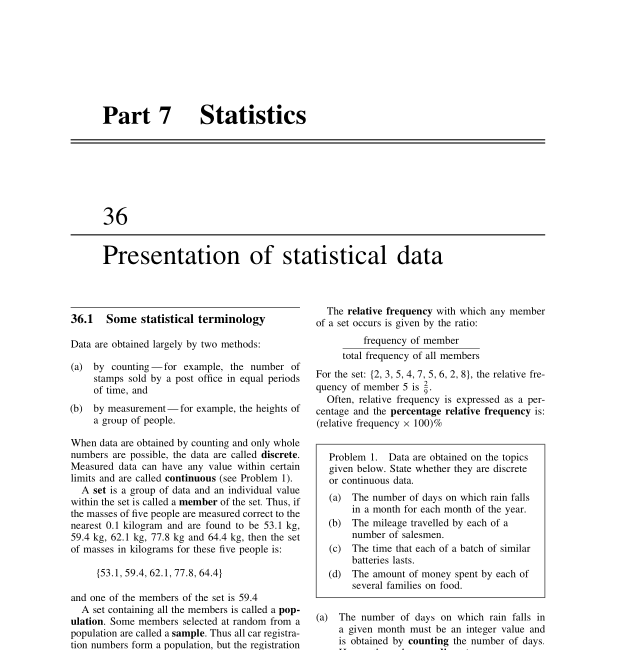 Part 7 Statistics
36
Presentation of statistical data
36.1 Some statistical terminology
Data are obtained largely by two methods:
(a) by counting — for example, the number of
stamps sold by a post office in equal periods
of time, and
(b) by measurement — for example, the heights of
a group of people.
When data are obtained by counting and only whole
numbers are possible, the data are called discrete.
Measured data can have any value within certain
limits and are called continuous (see Problem 1).
A set is a group of data and an individual value
within the set is called a member of the set. Thus, if
the masses of five people are measured correct to the
nearest 0.1 kilogram and are found to be 53.1 kg,
59.4 kg, 62.1 kg, 77.8 kg and 64.4 kg, then the set
of masses in kilograms for these five people is:
{53.1, 59.4, 62.1, 77.8, 64.4}
and one of the members of the set is 59.4
A set containing all the members is called a pop-
ulation. Some members selected at random from a
population are called a sample. Thus all car registra-
tion numbers form a population, but the registration
The relative frequency with which any member
of a set occurs is given by the ratio:
frequency of member
total frequency of all members
For the set: {2, 3, 5, 4, 7, 5, 6, 2, 8}, the relative fre-
quency of member 5 is 2/9.
Often, relative frequency is expressed as a per-
centage and the percentage relative frequency is:
(relative frequency × 100)%
Problem 1. Data are obtained on the topics
given below. State whether they are discrete
or continuous data.
(a) The number of days on which rain falls
in a month for each month of the year.
(b) The mileage travelled by each of a
number of salesmen.
(c) The time that each of a batch of similar
batteries lasts.
(d) The amount of money spent by each of
several families on food.
(a) The number of days on which rain falls in
a given month must be an integer value and
is obtained by counting the number of days.